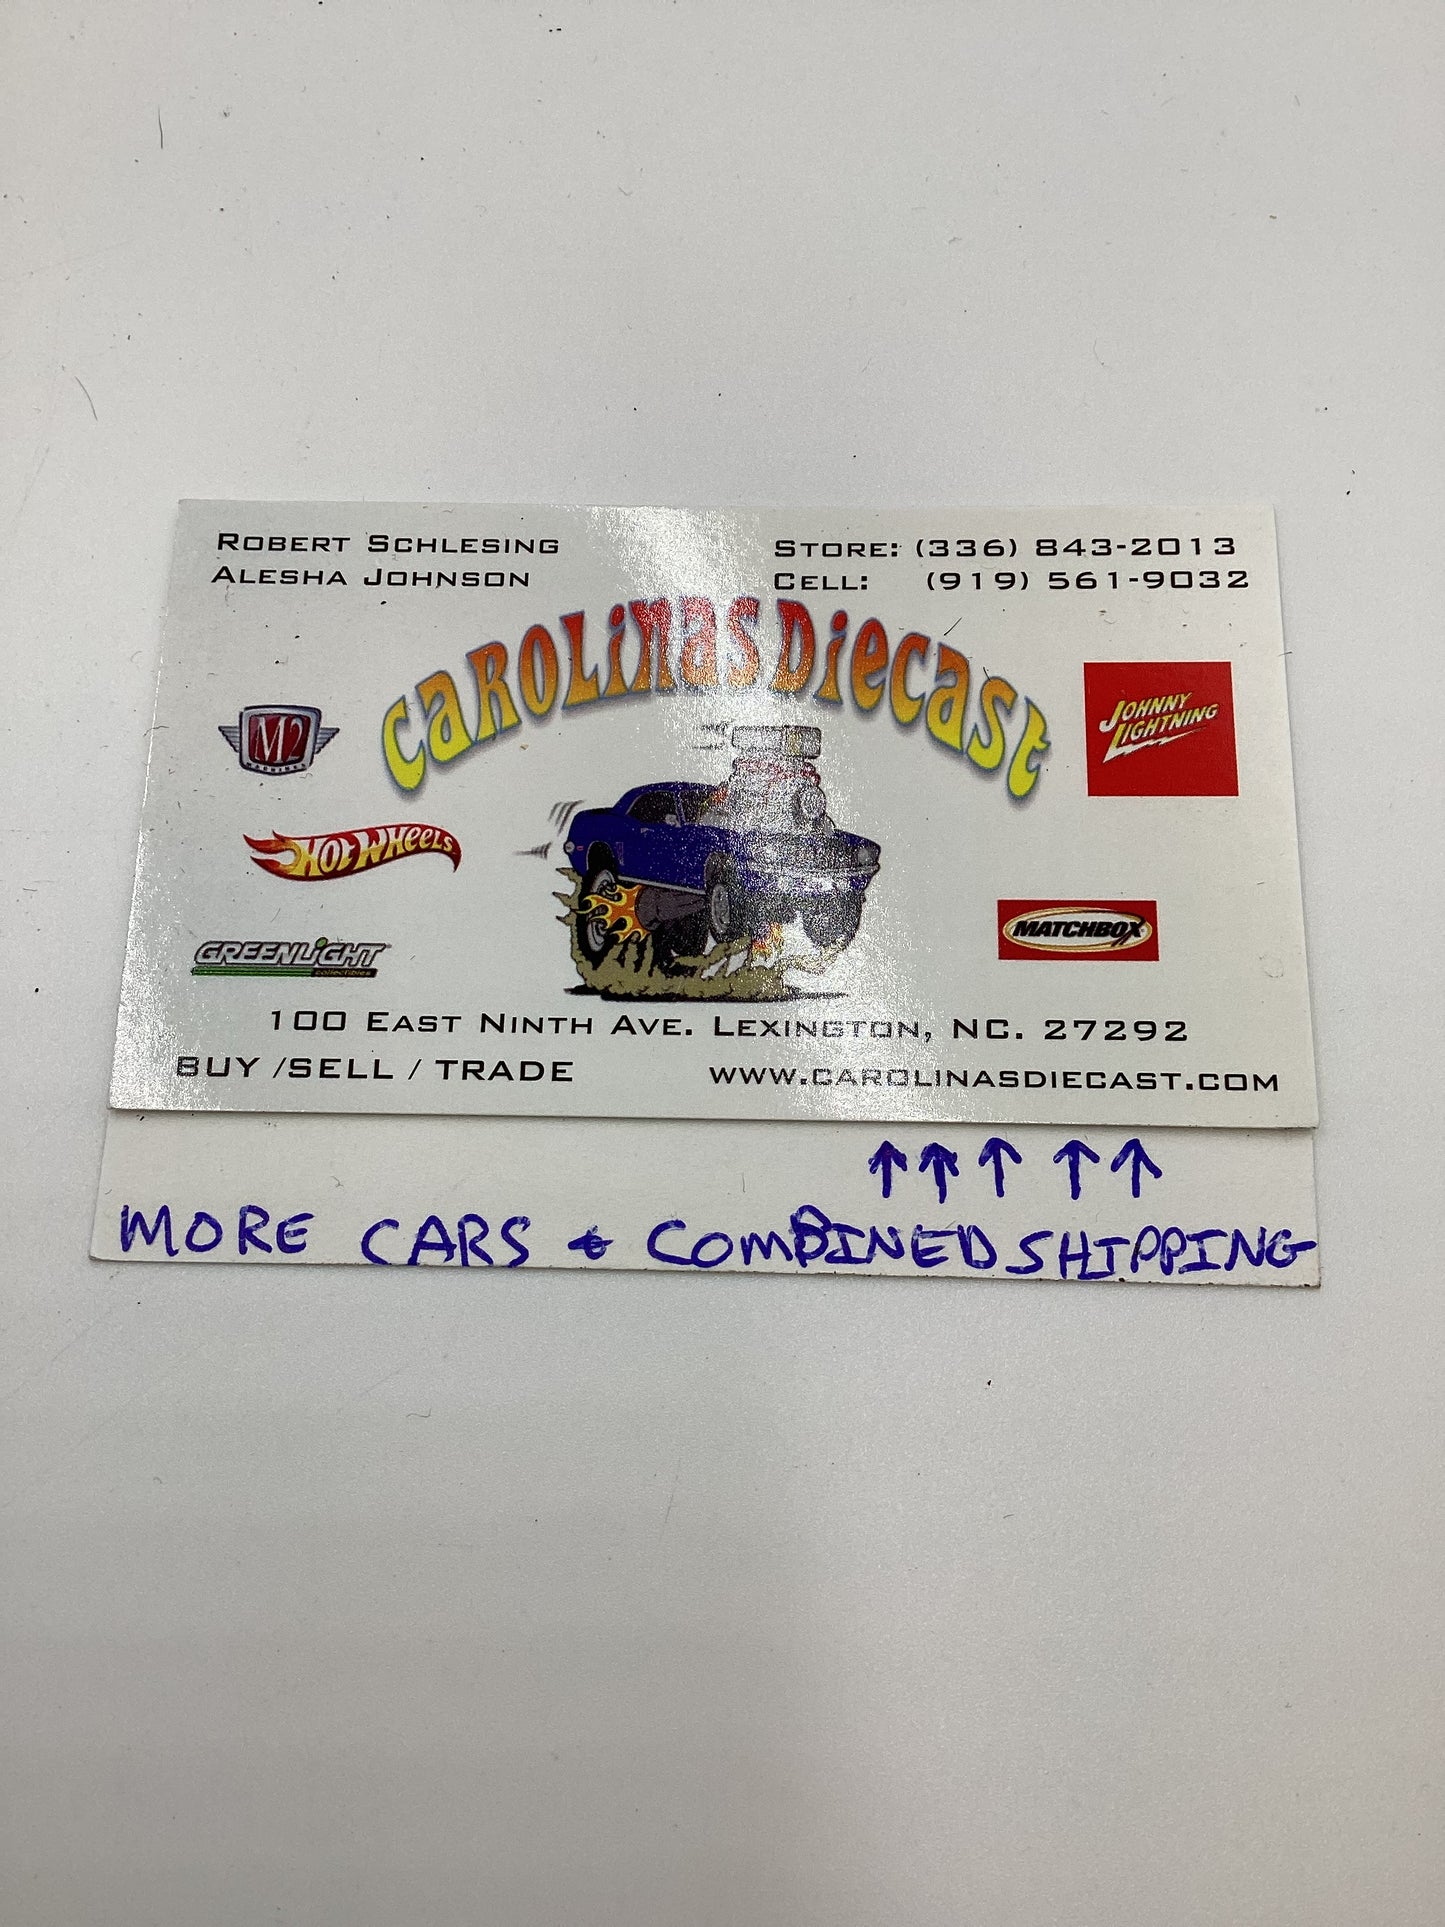 ROBERT SCHLESING
ALESHA JOHNSON
STORE: (336) 843-2013
CELL: (919) 561-9032
CAROLINAS DIECAST
M2
MACHINES
JOHNNY
LIGHTNING
HOT WHEELS
GREENLIGHT
collectibles
MATCHBOX
100 EAST NINTH AVE. LEXINGTON, NC. 27292
BUY /SELL / TRADE
WWW.CAROLINASDIECAST.COM
↑ ↑ ↑ ↑ ↑
MORE CARS & COMBINED SHIPPING